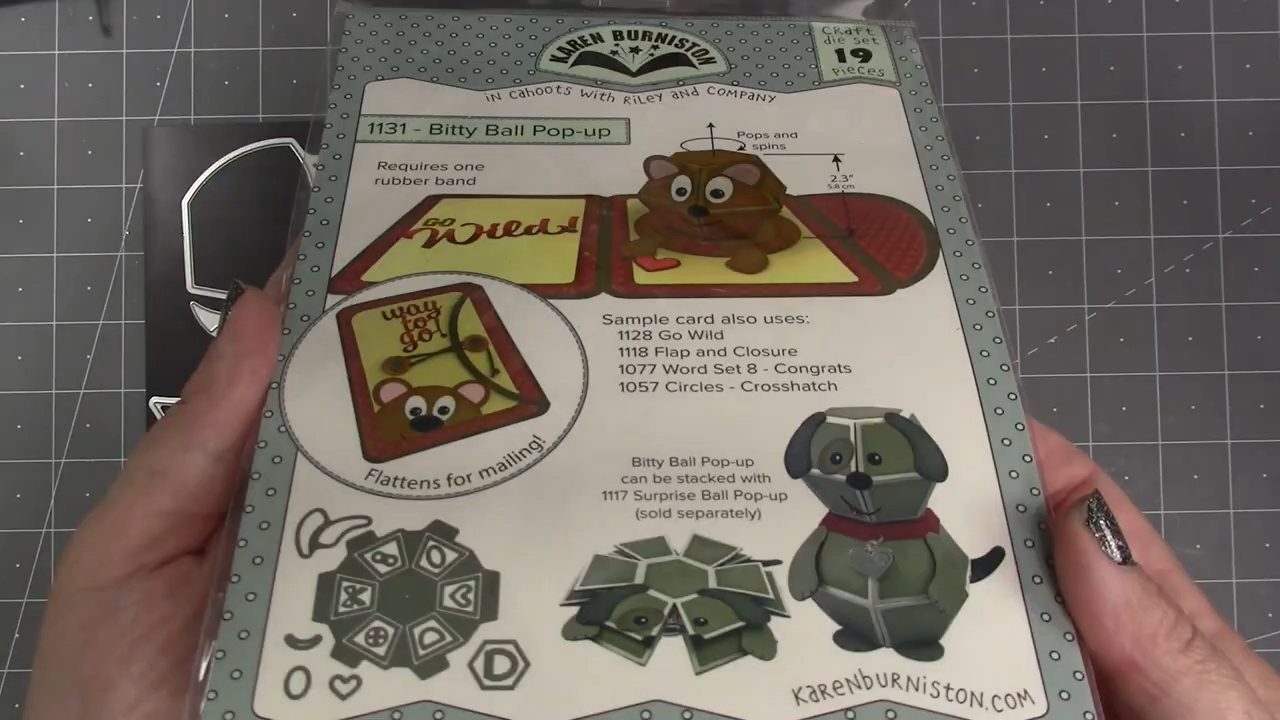 KAREN BURNISTON
CRAFT
die set
19
Pieces
in cahoots with Riley and Company
1131 - Bitty Ball Pop-up
Requires one
rubber band
Pops and
spins
2.3"
5.8 cm
GO
Wild!
way
to
go!
Flattens for mailing!
Sample card also uses:
1128 Go Wild
1118 Flap and Closure
1077 Word Set 8 - Congrats
1057 Circles - Crosshatch
Bitty Ball Pop-up
can be stacked with
1117 Surprise Ball Pop-up
(sold separately)
D
D
KARENBURNISTON.COM